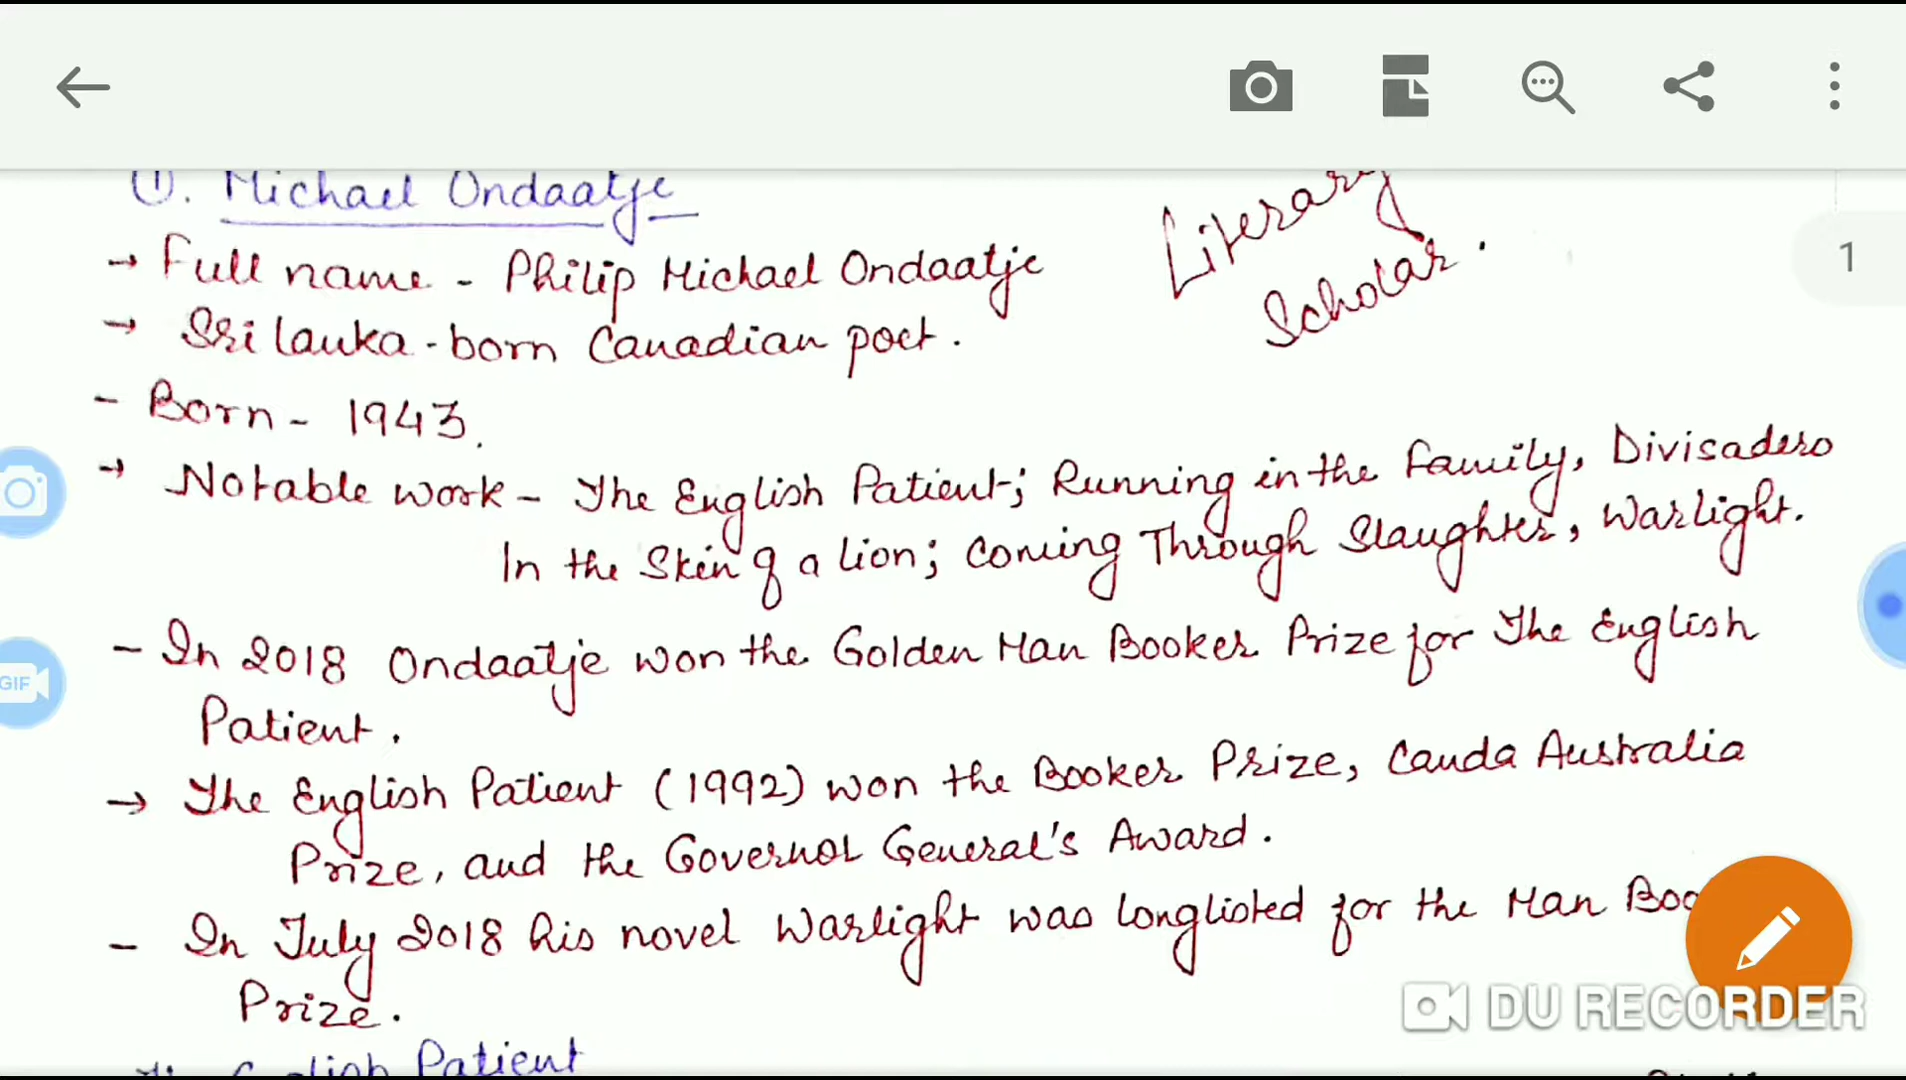 ①. Michael Ondaatje
Literary
Scholar.
1
→ Full name - Philip Michael Ondaatje
→ Sri lanka - born Canadian poet.
- Born - 1943.
→ Notable work - The English Patient; Running in the Family, Divisadero
In the Skin of a lion; Coming Through Slaughter, Warlight.
- In 2018 Ondaatje won the Golden Man Booker Prize for The English
Patient.
→ The English Patient (1992) won the Booker Prize, Canda Australia
Prize, and the Governor General's Award.
- In July 2018 his novel Warlight was longlisted for the Man Boo
Prize.
English Patient
GIF
DU RECORDER